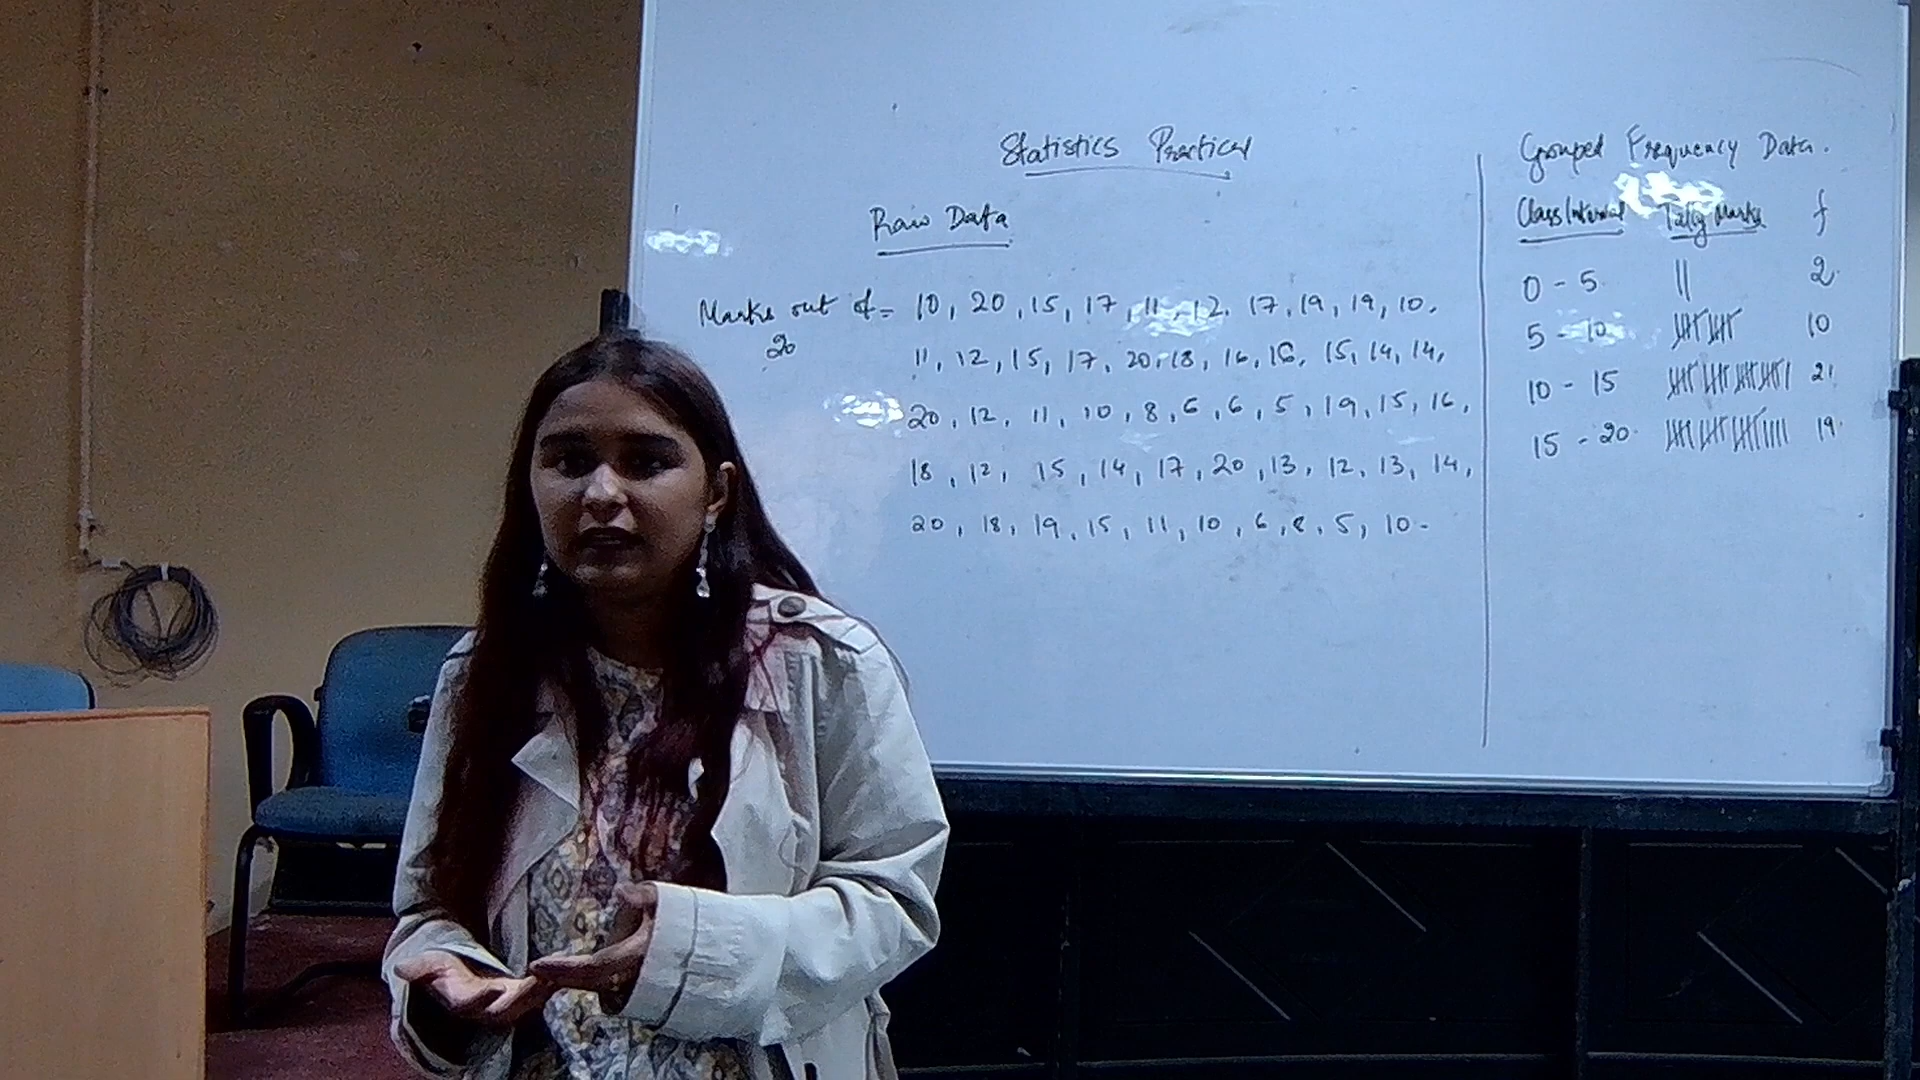 Statistics Practical
Raw Data
Marks out of = 10, 20, 15, 17, 11, 12, 17, 19, 19, 10,
20
11, 12, 15, 17, 20, 18, 16, 16, 15, 14, 14,
20, 12, 11, 10, 8, 6, 6, 5, 19, 15, 16,
18, 12, 15, 14, 17, 20, 13, 12, 13, 14,
20, 18, 19, 15, 11, 10, 6, 8, 5, 10.
Grouped Frequency Data.
Class Interval Tally Marks f
0 - 5 || 2
5 - 10 10
10 - 15 21
15 - 20 19